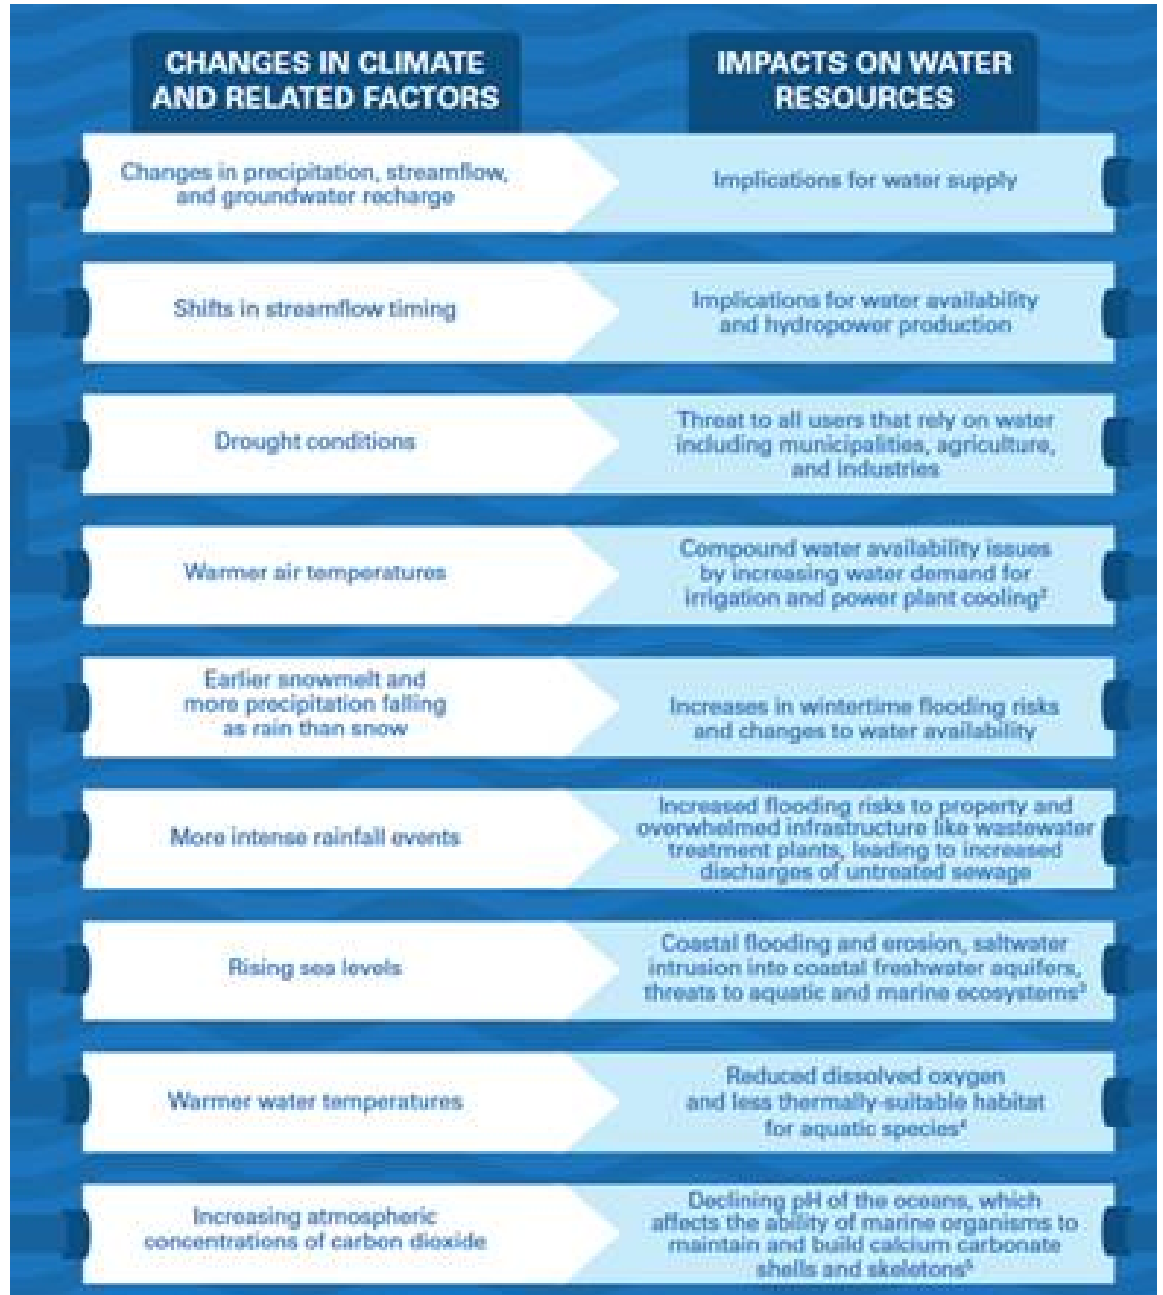 CHANGES IN CLIMATE
AND RELATED FACTORS
IMPACTS ON WATER
RESOURCES
Changes in precipitation, streamflow,
and groundwater recharge
Implications for water supply
Shifts in streamflow timing
Implications for water availability
and hydropower production
Drought conditions
Threat to all users that rely on water
including municipalities, agriculture,
and industries
Warmer air temperatures
Compound water availability issues
by increasing water demand for
irrigation and power plant cooling²
Earlier snowmelt and
more precipitation falling
as rain than snow
Increases in wintertime flooding risks
and changes to water availability
More intense rainfall events
Increased flooding risks to property and
overwhelmed infrastructure like wastewater
treatment plants, leading to increased
discharges of untreated sewage
Rising sea levels
Coastal flooding and erosion, saltwater
intrusion into coastal freshwater aquifers,
threats to aquatic and marine ecosystems³
Warmer water temperatures
Reduced dissolved oxygen
and less thermally-suitable habitat
for aquatic species⁴
Increasing atmospheric
concentrations of carbon dioxide
Declining pH of the oceans, which
affects the ability of marine organisms to
maintain and build calcium carbonate
shells and skeletons⁵